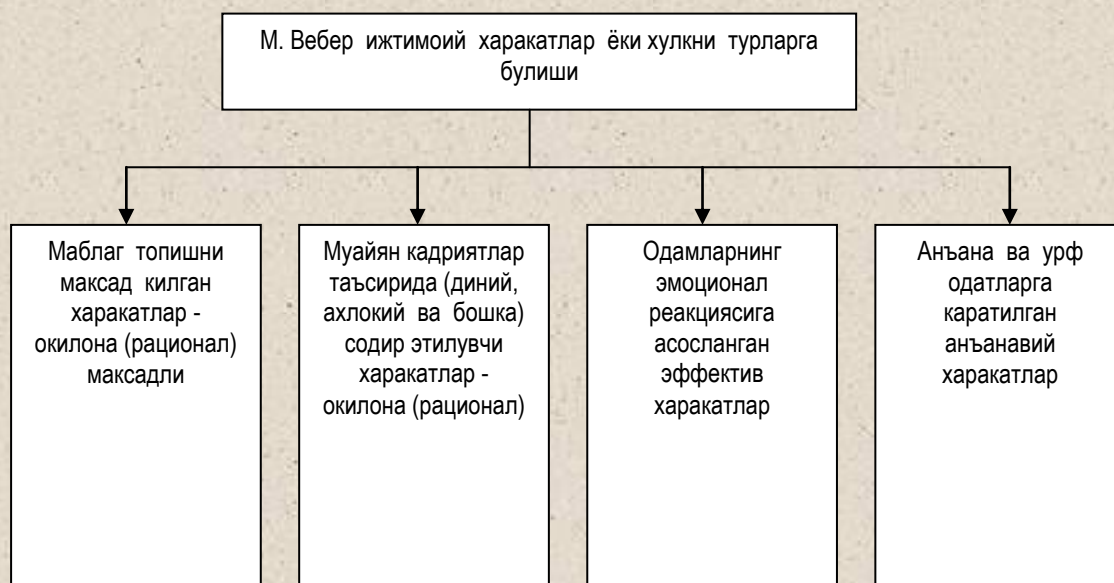 М. Вебер ижтимоий харакатлар ёки хулкни турларга
булиши
Маблаг топишни
максад килган
харакатлар -
окилона (рационал)
максадли
Муайян кадриятлар
таъсирида (диний,
ахлокий ва бошка)
содир этилувчи
харакатлар -
окилона (рационал)
Одамларнинг
эмоционал
реакциясига
асосланган
эффектив
харакатлар
Анъана ва урф
одатларга
каратилган
анъанавий
харакатлар